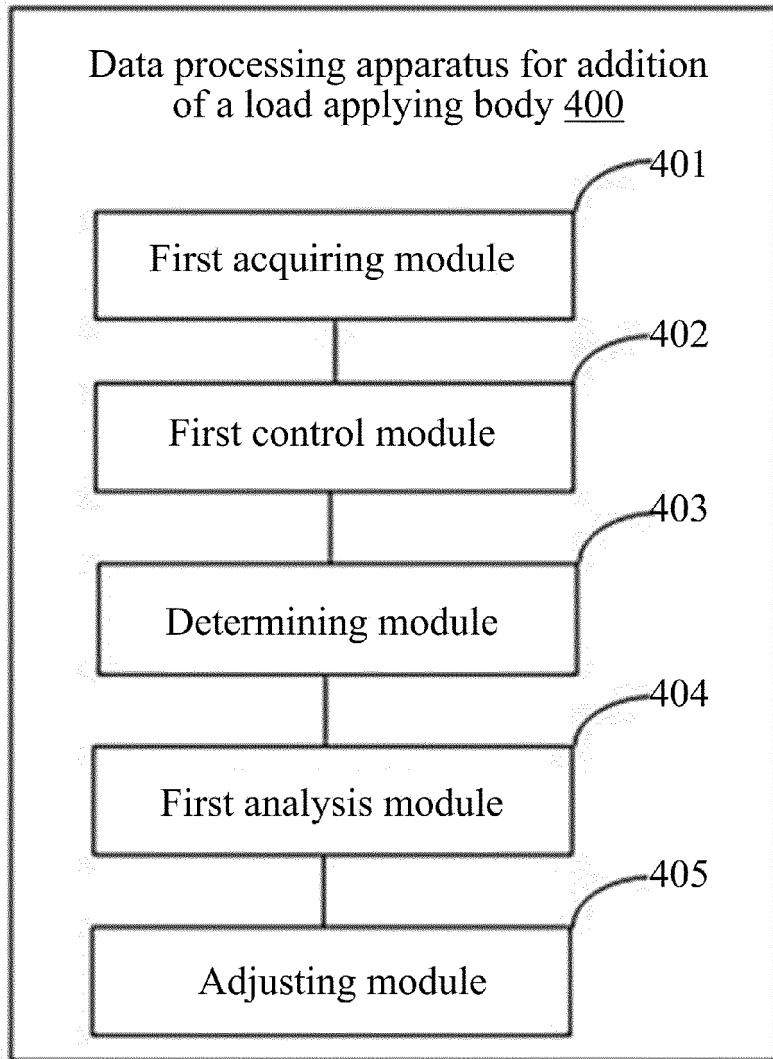 Data processing apparatus for addition
of a load applying body 400
401
First acquiring module
402
First control module
403
Determining module
404
First analysis module
405
Adjusting module